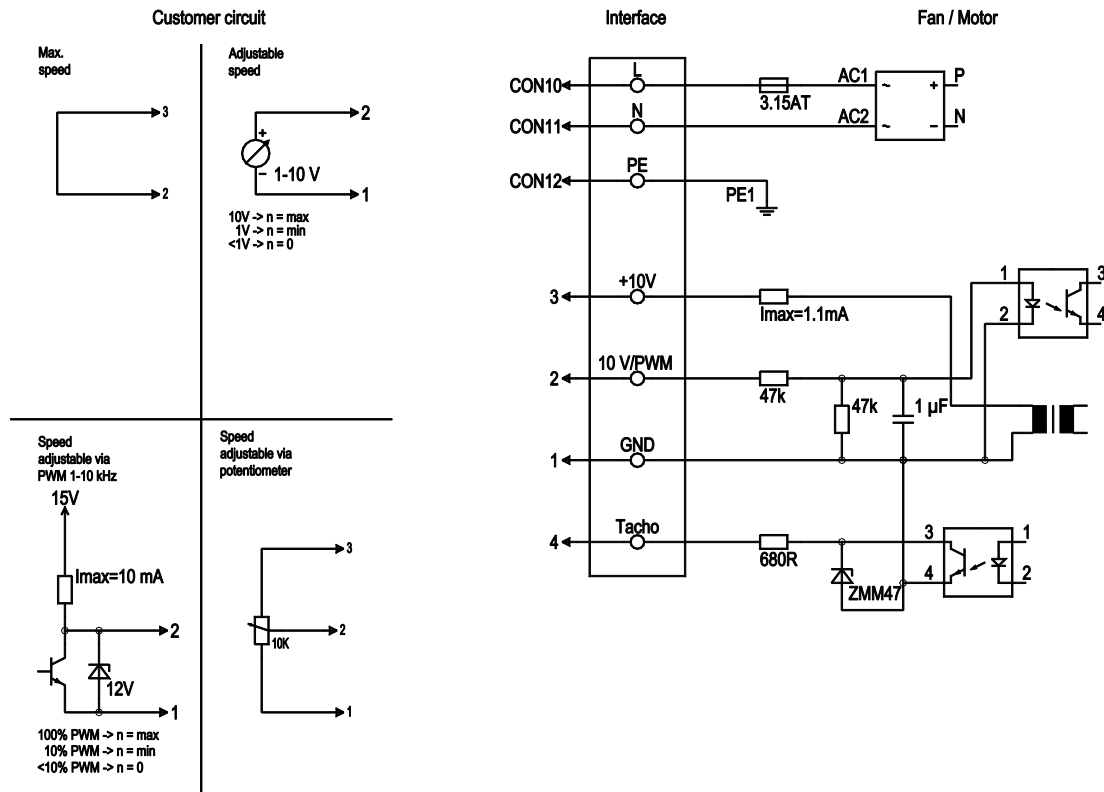 Customer circuit
Interface
Fan / Motor
Max.
speed
3
2
Adjustable
speed
2
+
–
1-10 V
1
10V -> n = max
1V -> n = min
<1V -> n = 0
Speed
adjustable via
PWM 1-10 kHz
15V
Imax=10 mA
2
12V
1
100% PWM -> n = max
10% PWM -> n = min
<10% PWM -> n = 0
Speed
adjustable via
potentiometer
3
2
10K
1
L
CON10
3.15AT
AC1
~
+
P
N
CON11
AC2
~
–
N
PE
CON12
PE1
+10V
3
Imax=1.1mA
1
3
2
4
10 V/PWM
2
47k
47k
1 µF
GND
1
Tacho
4
680R
ZMM47
3
1
4
2